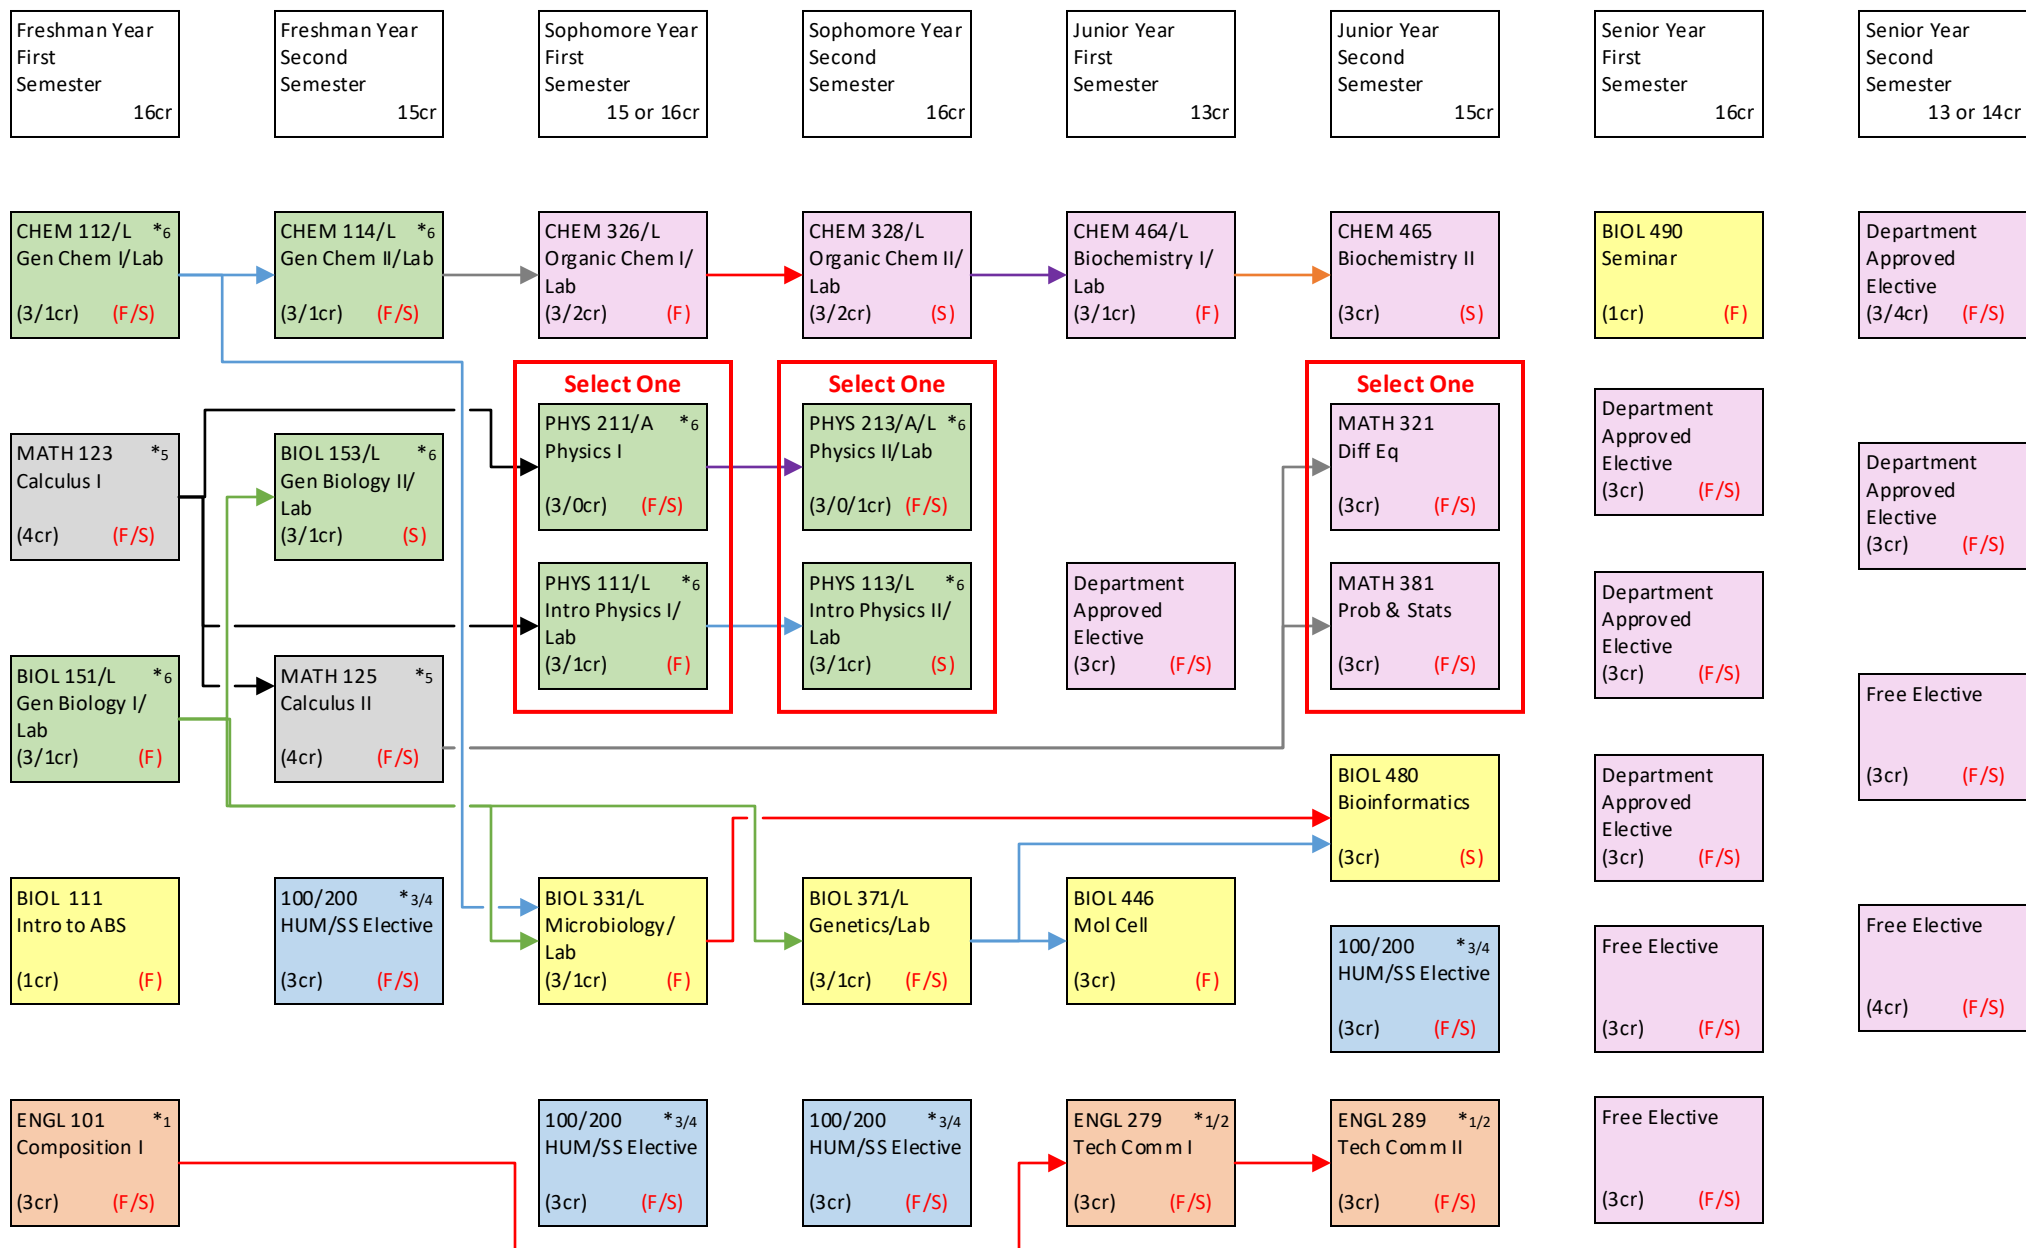 Freshman Year
First
Semester
16cr
Freshman Year
Second
Semester
15cr
Sophomore Year
First
Semester
15 or 16cr
Sophomore Year
Second
Semester
16cr
Junior Year
First
Semester
13cr
Junior Year
Second
Semester
15cr
Senior Year
First
Semester
16cr
Senior Year
Second
Semester
13 or 14cr
CHEM 112/L *6
Gen Chem I/Lab
(3/1cr) (F/S)
CHEM 114/L *6
Gen Chem II/Lab
(3/1cr) (F/S)
CHEM 326/L
Organic Chem I/
Lab
(3/2cr) (F)
CHEM 328/L
Organic Chem II/
Lab
(3/2cr) (S)
CHEM 464/L
Biochemistry I/
Lab
(3/1cr) (F)
CHEM 465
Biochemistry II
(3cr) (S)
BIOL 490
Seminar
(1cr) (F)
Department
Approved
Elective
(3/4cr) (F/S)
MATH 123 *5
Calculus I
(4cr) (F/S)
BIOL 153/L *6
Gen Biology II/
Lab
(3/1cr) (S)
Select One
PHYS 211/A *6
Physics I
(3/0cr) (F/S)
PHYS 111/L *6
Intro Physics I/
Lab
(3/1cr) (F)
Select One
PHYS 213/A/L *6
Physics II/Lab
(3/0/1cr) (F/S)
PHYS 113/L *6
Intro Physics II/
Lab
(3/1cr) (S)
Department
Approved
Elective
(3cr) (F/S)
Select One
MATH 321
Diff Eq
(3cr) (F/S)
MATH 381
Prob & Stats
(3cr) (F/S)
Department
Approved
Elective
(3cr) (F/S)
Department
Approved
Elective
(3cr) (F/S)
Department
Approved
Elective
(3cr) (F/S)
BIOL 151/L *6
Gen Biology I/
Lab
(3/1cr) (F)
MATH 125 *5
Calculus II
(4cr) (F/S)
BIOL 480
Bioinformatics
(3cr) (S)
Department
Approved
Elective
(3cr) (F/S)
Free Elective
(3cr) (F/S)
BIOL 111
Intro to ABS
(1cr) (F)
100/200 *3/4
HUM/SS Elective
(3cr) (F/S)
BIOL 331/L
Microbiology/
Lab
(3/1cr) (F)
BIOL 371/L
Genetics/Lab
(3/1cr) (F/S)
BIOL 446
Mol Cell
(3cr) (F)
100/200 *3/4
HUM/SS Elective
(3cr) (F/S)
Free Elective
(3cr) (F/S)
Free Elective
(4cr) (F/S)
ENGL 101 *1
Composition I
(3cr) (F/S)
100/200 *3/4
HUM/SS Elective
(3cr) (F/S)
100/200 *3/4
HUM/SS Elective
(3cr) (F/S)
ENGL 279 *1/2
Tech Comm I
(3cr) (F/S)
ENGL 289 *1/2
Tech Comm II
(3cr) (F/S)
Free Elective
(3cr) (F/S)